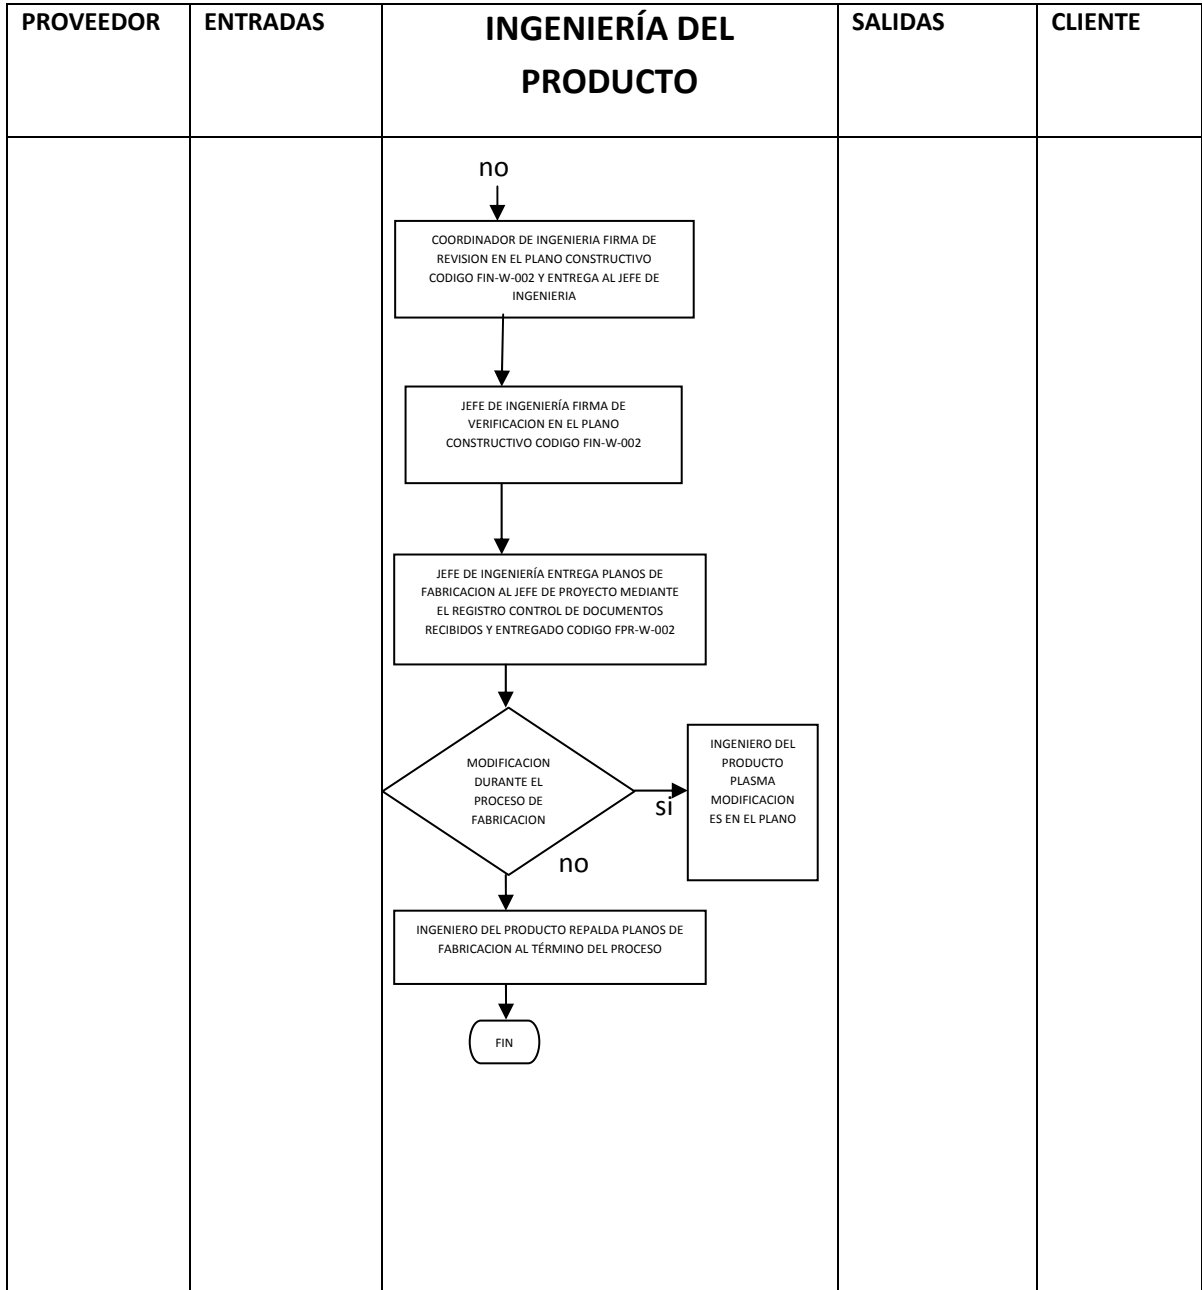 PROVEEDOR
ENTRADAS
INGENIERÍA DEL
PRODUCTO
SALIDAS
CLIENTE
no
COORDINADOR DE INGENIERIA FIRMA DE
REVISION EN EL PLANO CONSTRUCTIVO
CODIGO FIN-W-002 Y ENTREGA AL JEFE DE
INGENIERIA
JEFE DE INGENIERÍA FIRMA DE
VERIFICACION EN EL PLANO
CONSTRUCTIVO CODIGO FIN-W-002
JEFE DE INGENIERÍA ENTREGA PLANOS DE
FABRICACION AL JEFE DE PROYECTO MEDIANTE
EL REGISTRO CONTROL DE DOCUMENTOS
RECIBIDOS Y ENTREGADO CODIGO FPR-W-002
MODIFICACION
DURANTE EL
PROCESO DE
FABRICACION
si
INGENIERO DEL
PRODUCTO
PLASMA
MODIFICACION
ES EN EL PLANO
no
INGENIERO DEL PRODUCTO REPALDA PLANOS DE
FABRICACION AL TÉRMINO DEL PROCESO
FIN